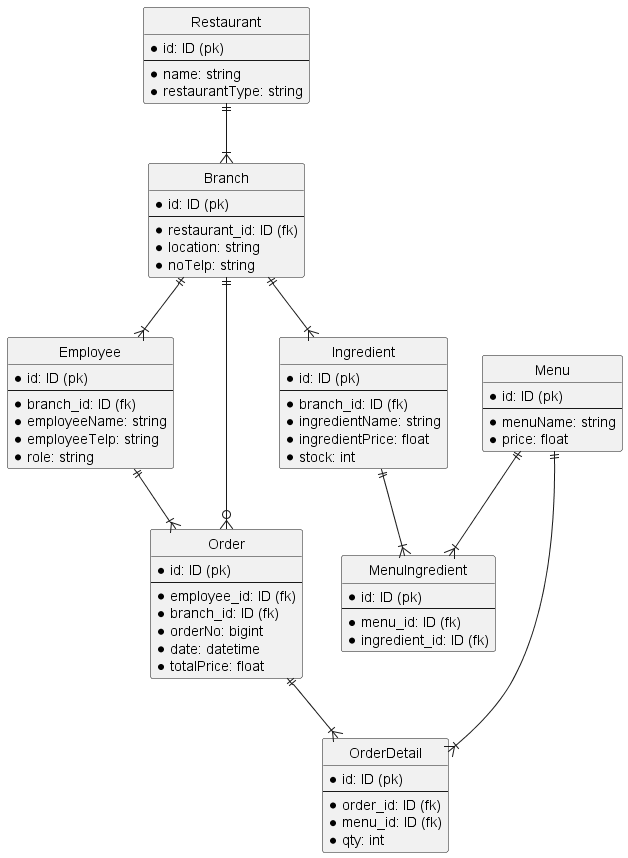 Restaurant
id: ID (pk)
name: string
restaurantType: string
Branch
id: ID (pk)
restaurant_id: ID (fk)
location: string
noTelp: string
Employee
id: ID (pk)
branch_id: ID (fk)
employeeName: string
employeeTelp: string
role: string
Ingredient
id: ID (pk)
branch_id: ID (fk)
ingredientName: string
ingredientPrice: float
stock: int
Menu
id: ID (pk)
menuName: string
price: float
Order
id: ID (pk)
employee_id: ID (fk)
branch_id: ID (fk)
orderNo: bigint
date: datetime
totalPrice: float
MenuIngredient
id: ID (pk)
menu_id: ID (fk)
ingredient_id: ID (fk)
OrderDetail
id: ID (pk)
order_id: ID (fk)
menu_id: ID (fk)
qty: int